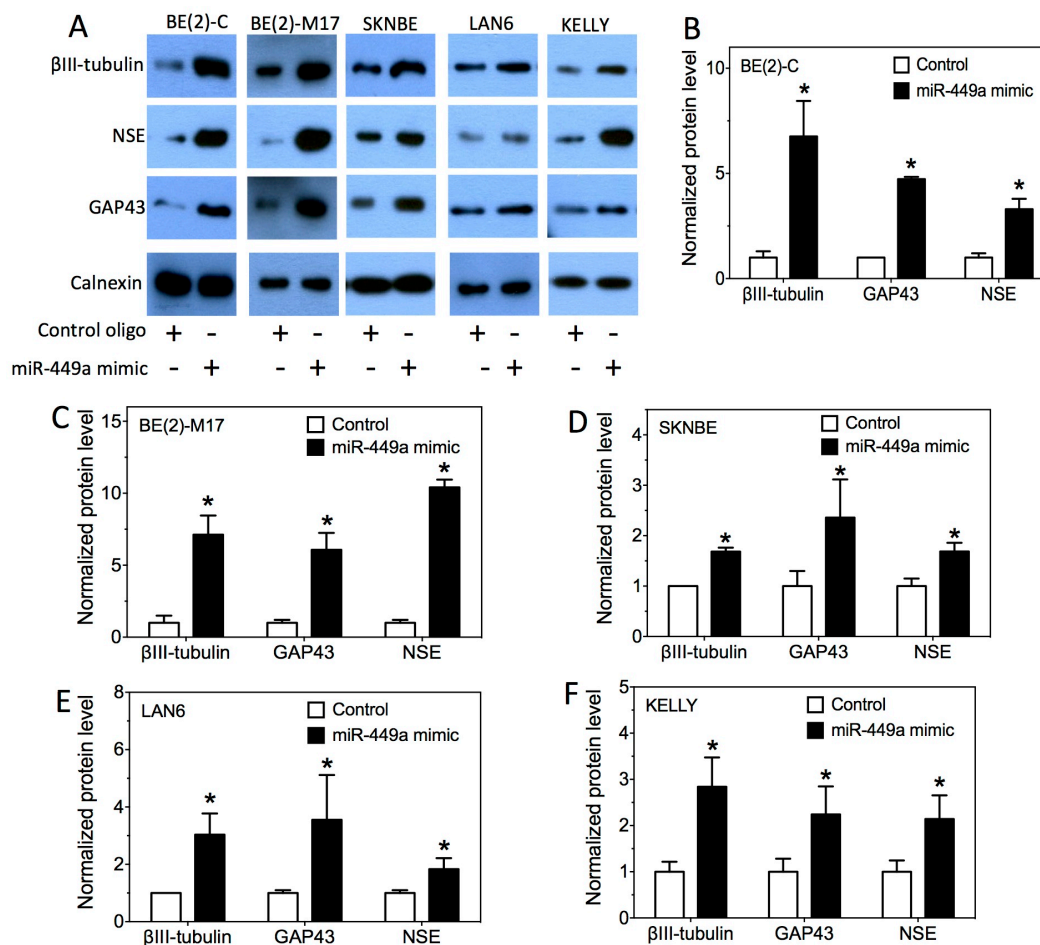 A
BE(2)-C BE(2)-M17 SKNBE LAN6 KELLY
βIII-tubulin
NSE
GAP43
Calnexin
Control oligo + - + - + - + - + -
miR-449a mimic - + - + - + - + - +
B
BE(2)-C
Control
miR-449a mimic
Normalized protein level
10
5
0
* * *
βIII-tubulin GAP43 NSE
C
BE(2)-M17
Control
miR-449a mimic
Normalized protein level
15
10
5
0
* * *
βIII-tubulin GAP43 NSE
D
SKNBE
Control
miR-449a mimic
Normalized protein level
4
3
2
1
0
* * *
βIII-tubulin GAP43 NSE
E
LAN6
Control
miR-449a mimic
Normalized protein level
8
6
4
2
0
* * *
βIII-tubulin GAP43 NSE
F
KELLY
Control
miR-449a mimic
Normalized protein level
5
4
3
2
1
0
* * *
βIII-tubulin GAP43 NSE